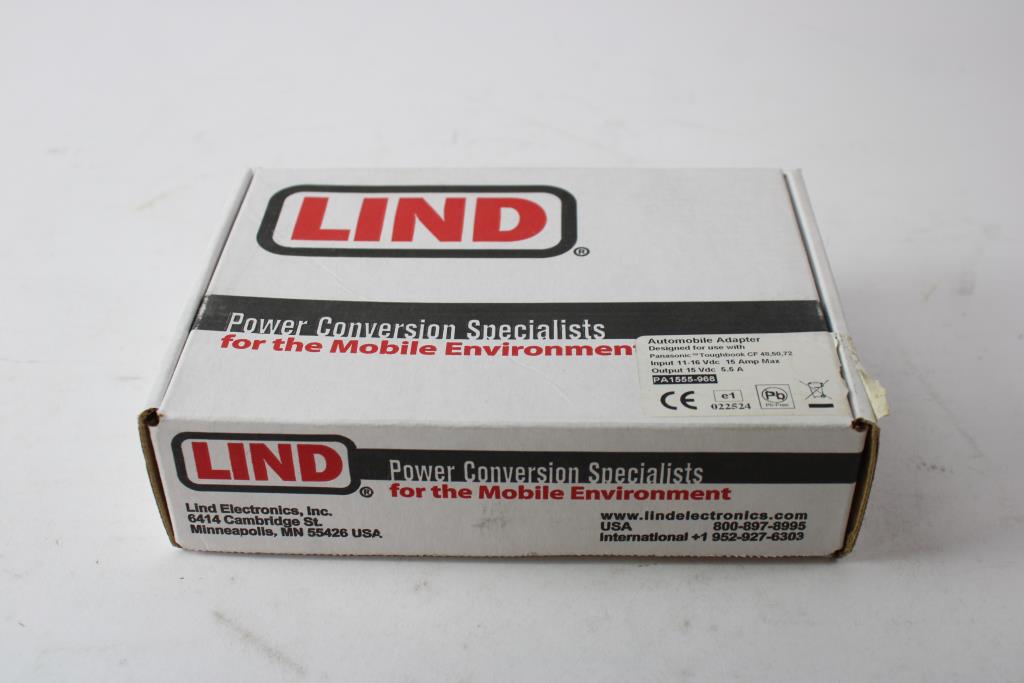 LIND
®
Power Conversion Specialists
for the Mobile Environment
Automobile Adapter
Designed for use with
Panasonic™ Toughbook CF 48,50,72
Input 11-16 Vdc 15 Amp Max
Output 15 Vdc 5.5 A
PA1555-968
CE
e1
022524
Pb
Pb-Free
LIND
®
Power Conversion Specialists
for the Mobile Environment
Lind Electronics, Inc.
6414 Cambridge St.
Minneapolis, MN 55426 USA
www.lindelectronics.com
USA 800-897-8995
International +1 952-927-6303